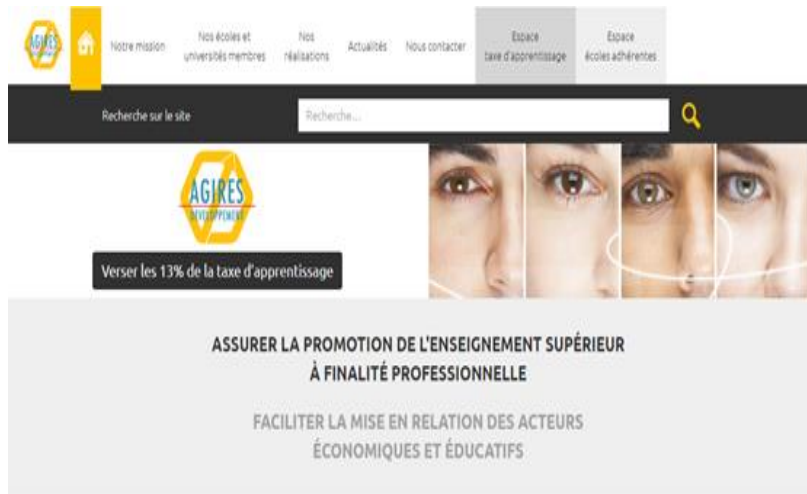 AGIRES
Notre mission
Nos écoles et
universités membres
Nos
réalisations
Actualités
Nous contacter
Espace
taxe d'apprentissage
Espace
écoles adhérentes
Recherche sur le site
Recherche...
AGIRES
DÉVELOPPEMENT
Verser les 13% de la taxe d'apprentissage
ASSURER LA PROMOTION DE L'ENSEIGNEMENT SUPÉRIEUR
À FINALITÉ PROFESSIONNELLE
FACILITER LA MISE EN RELATION DES ACTEURS
ÉCONOMIQUES ET ÉDUCATIFS